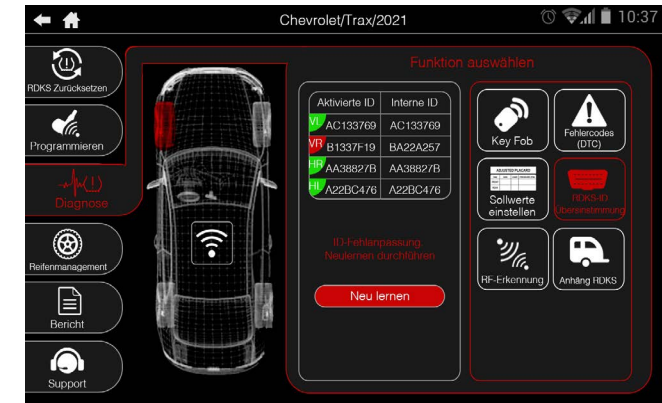 Chevrolet/Trax/2021
10:37
RDKS Zurücksetzen
Programmieren
Diagnose
Reifenmanagement
Bericht
Support
Funktion auswählen
Aktivierte ID Interne ID
VL AC133769 AC133769
VR B1337F19 BA22A257
HR AA38827B AA38827B
HL A22BC476 A22BC476
ID-Fehlanpassung.
Neulernen durchführen
Neu lernen
Key Fob
Fehlercodes
(DTC)
ADJUSTED PLACARD
Sollwerte
einstellen
RDKS-ID
Übereinstimmung
RF-Erkennung
Anhäng RDKS